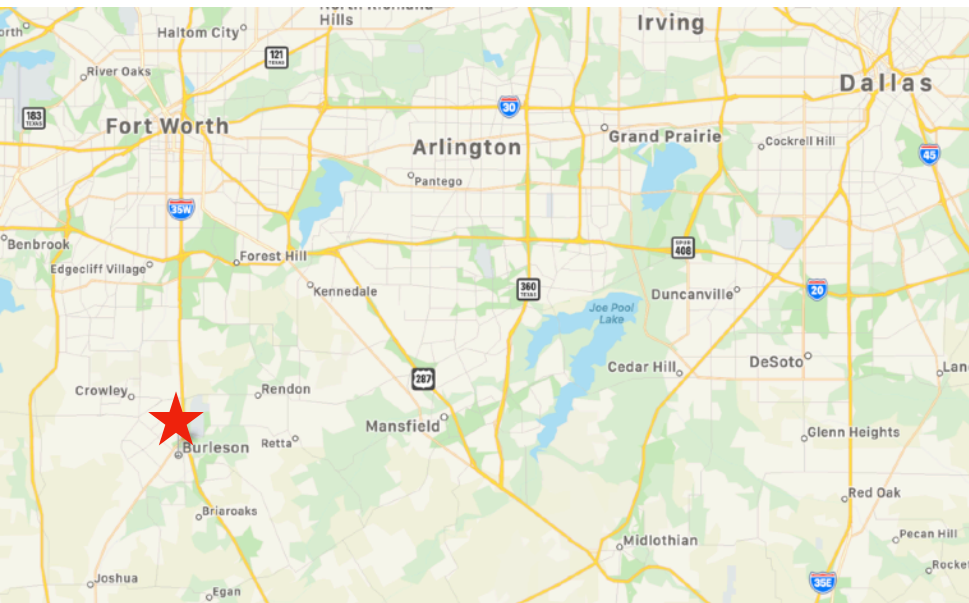 North Richland
Hills
Irving
Haltom City
121
TEXAS
River Oaks
Dallas
30
183
TEXAS
Fort Worth
Grand Prairie
Cockrell Hill
Arlington
45
Pantego
35W
Benbrook
408
Forest Hill
Edgecliff Village
360
TEXAS
Kennedale
Duncanville
20
Joe Pool
Lake
Cedar Hill
DeSoto
287
Crowley
Rendon
Mansfield
Glenn Heights
Retta
Burleson
Red Oak
Briaroaks
Pecan Hill
Midlothian
Joshua
35E
Egan